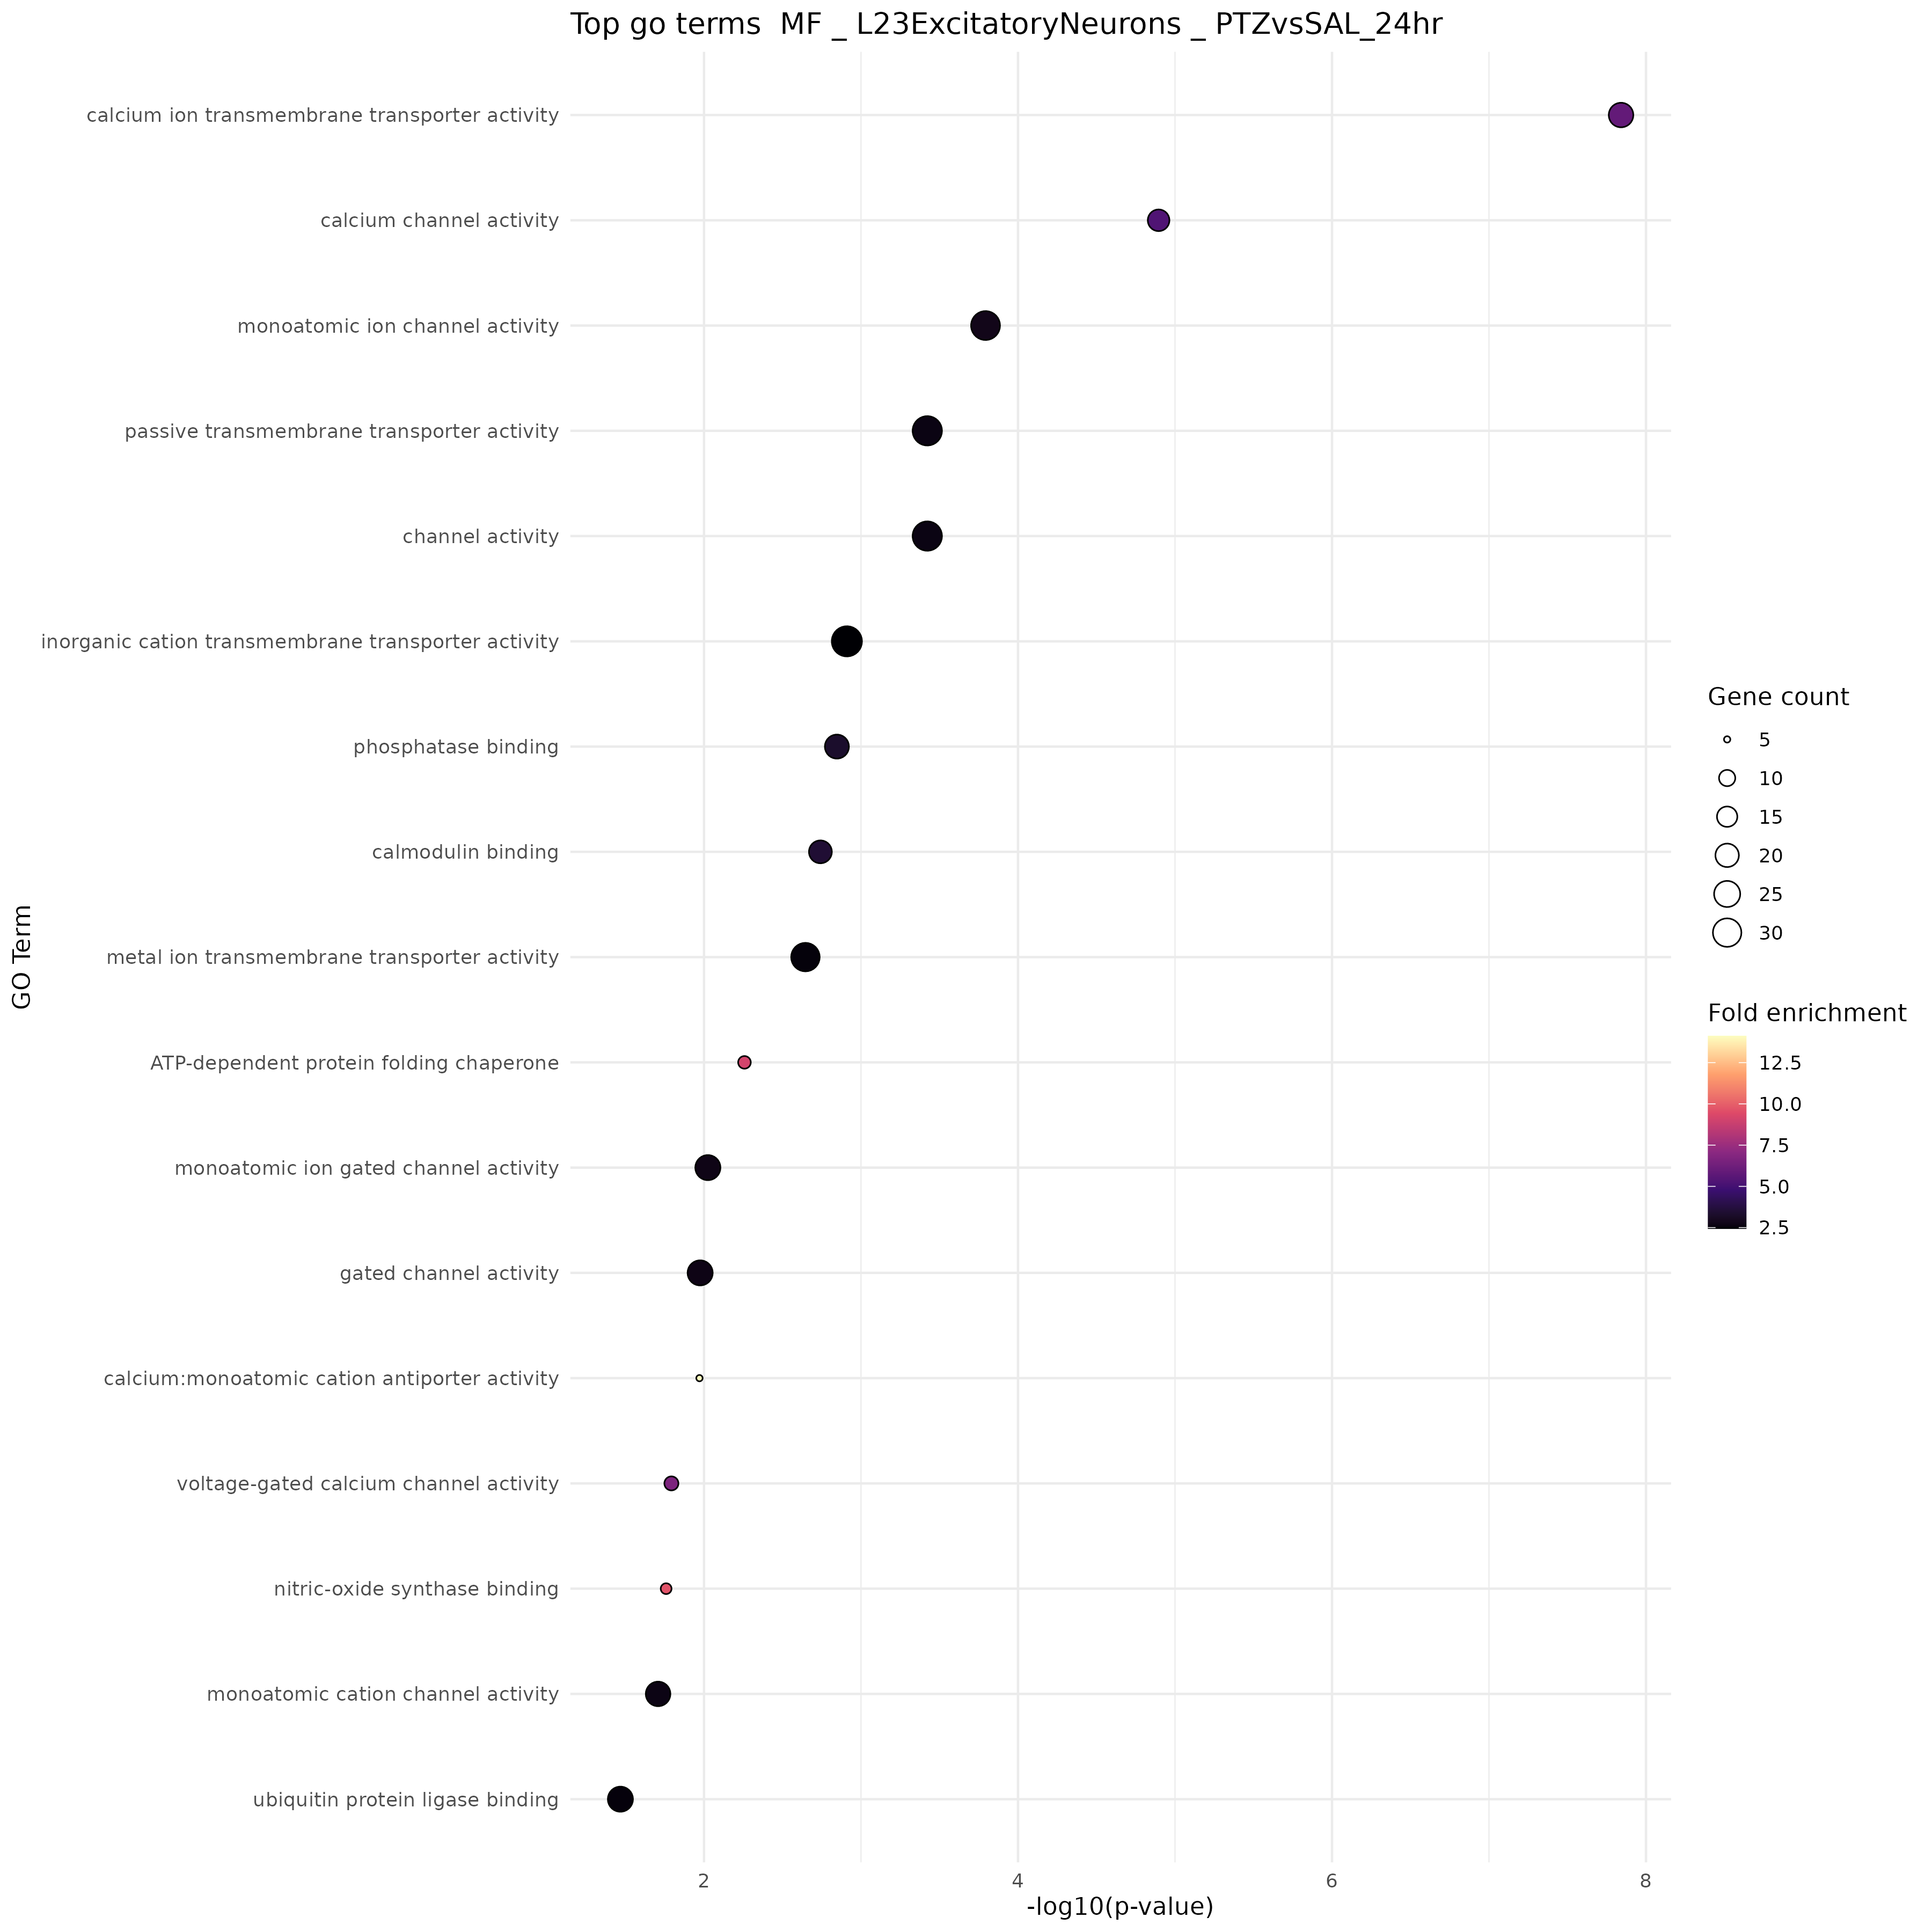 Top go terms  MF _ L23ExcitatoryNeurons _ PTZvsSAL_24hr
calcium ion transmembrane transporter activity
calcium channel activity
monoatomic ion channel activity
passive transmembrane transporter activity
channel activity
inorganic cation transmembrane transporter activity
phosphatase binding
calmodulin binding
metal ion transmembrane transporter activity
ATP-dependent protein folding chaperone
monoatomic ion gated channel activity
gated channel activity
calcium:monoatomic cation antiporter activity
voltage-gated calcium channel activity
nitric-oxide synthase binding
monoatomic cation channel activity
ubiquitin protein ligase binding
GO Term
2 4 6 8
-log10(p-value)
Gene count
5
10
15
20
25
30
Fold enrichment
12.5
10.0
7.5
5.0
2.5